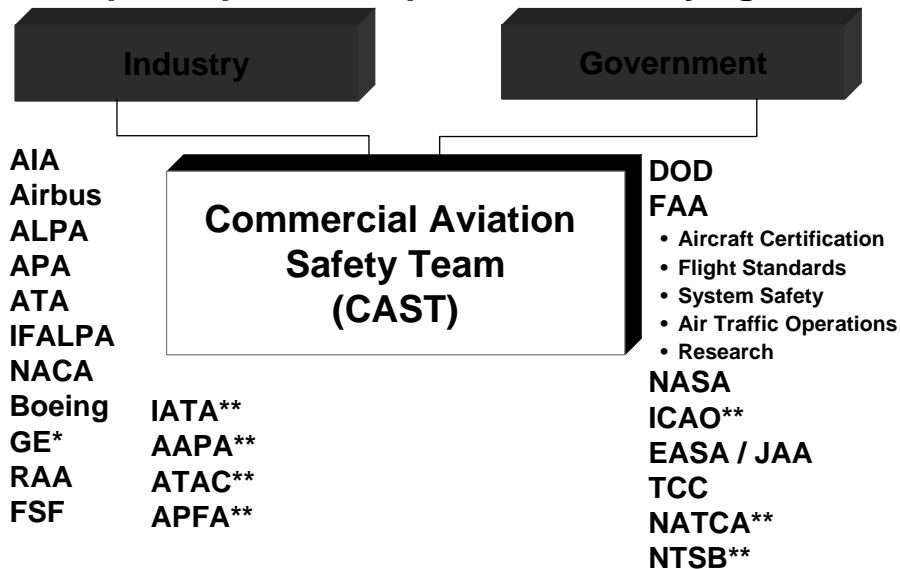 Industry
Government
Commercial Aviation
Safety Team
(CAST)
AIA
Airbus
ALPA
APA
ATA
IFALPA
NACA
Boeing
GE*
RAA
FSF
IATA**
AAPA**
ATAC**
APFA**
DOD
FAA
• Aircraft Certification
• Flight Standards
• System Safety
• Air Traffic Operations
• Research
NASA
ICAO**
EASA / JAA
TCC
NATCA**
NTSB**